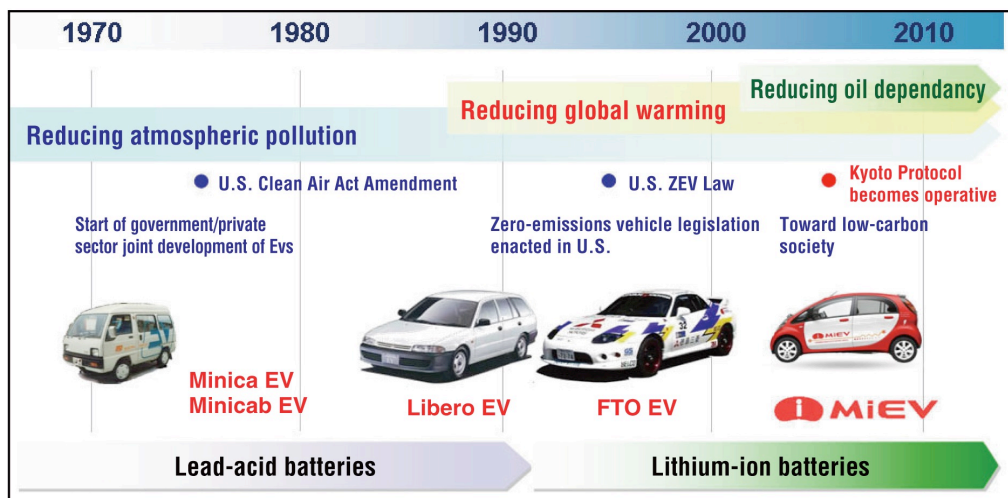 1970 1980 1990 2000 2010
Reducing oil dependancy
Reducing global warming
Reducing atmospheric pollution
U.S. Clean Air Act Amendment
U.S. ZEV Law
Kyoto Protocol
becomes operative
Start of government/private
sector joint development of Evs
Zero-emissions vehicle legislation
enacted in U.S.
Toward low-carbon
society
32
i MiEV
Minica EV
Minicab EV
Libero EV
FTO EV
i MiEV
Lead-acid batteries
Lithium-ion batteries